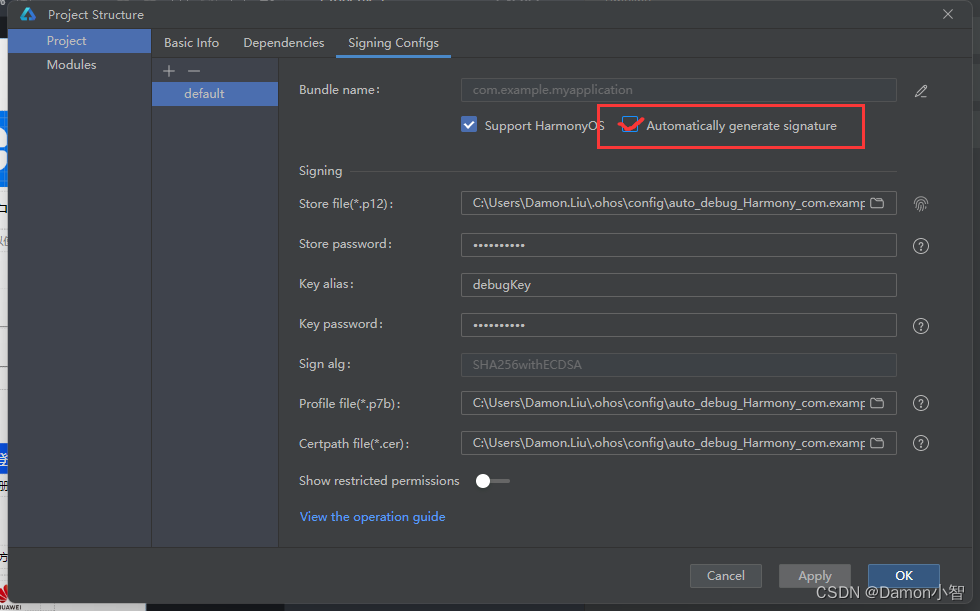 Project Structure
Project
Modules
Basic Info Dependencies Signing Configs
default
Bundle name:
com.example.myapplication
Support HarmonyOS
Automatically generate signature
Signing
Store file(*.p12):
C:\Users\Damon.Liu\.ohos\config\auto_debug_Harmony_com.examp
Store password:
••••••••••
Key alias:
debugKey
Key password:
••••••••••
Sign alg:
SHA256withECDSA
Profile file(*.p7b):
C:\Users\Damon.Liu\.ohos\config\auto_debug_Harmony_com.examp
Certpath file(*.cer):
C:\Users\Damon.Liu\.ohos\config\auto_debug_Harmony_com.examp
Show restricted permissions
View the operation guide
Cancel Apply OK
CSDN @Damon小智